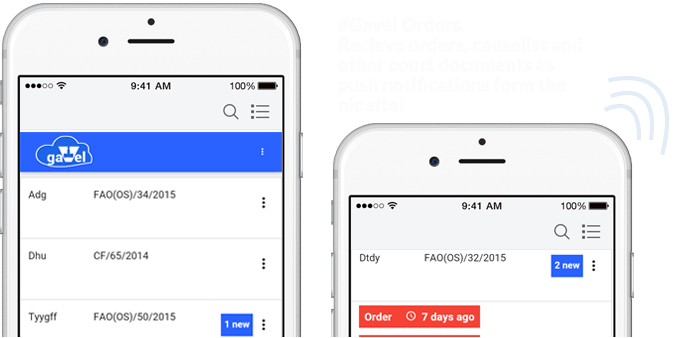 #Gavel Orders
Recieve orders, causelist and
other court documents as
push notifications form the
9:41 AM 100%
gavel
Adg FAO(OS)/34/2015
Dhu CF/65/2014
Tyygff FAO(OS)/50/2015 1 new
9:41 AM 100%
Dtdy FAO(OS)/32/2015 2 new
Order 7 days ago